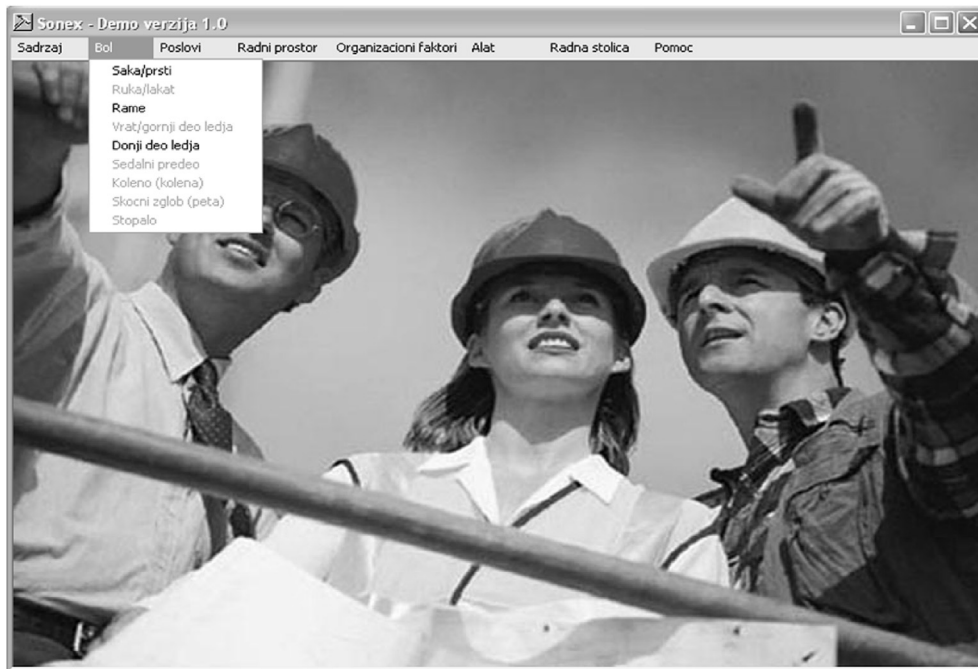 Sonex - Demo verzija 1.0
Sadrzaj Bol Poslovi Radni prostor Organizacioni faktori Alat Radna stolica Pomoc
Saka/prsti
Ruka/lakat
Rame
Vrat/gornji deo ledja
Donji deo ledja
Sedalni predeo
Koleno (kolena)
Skocni zglob (peta)
Stopalo